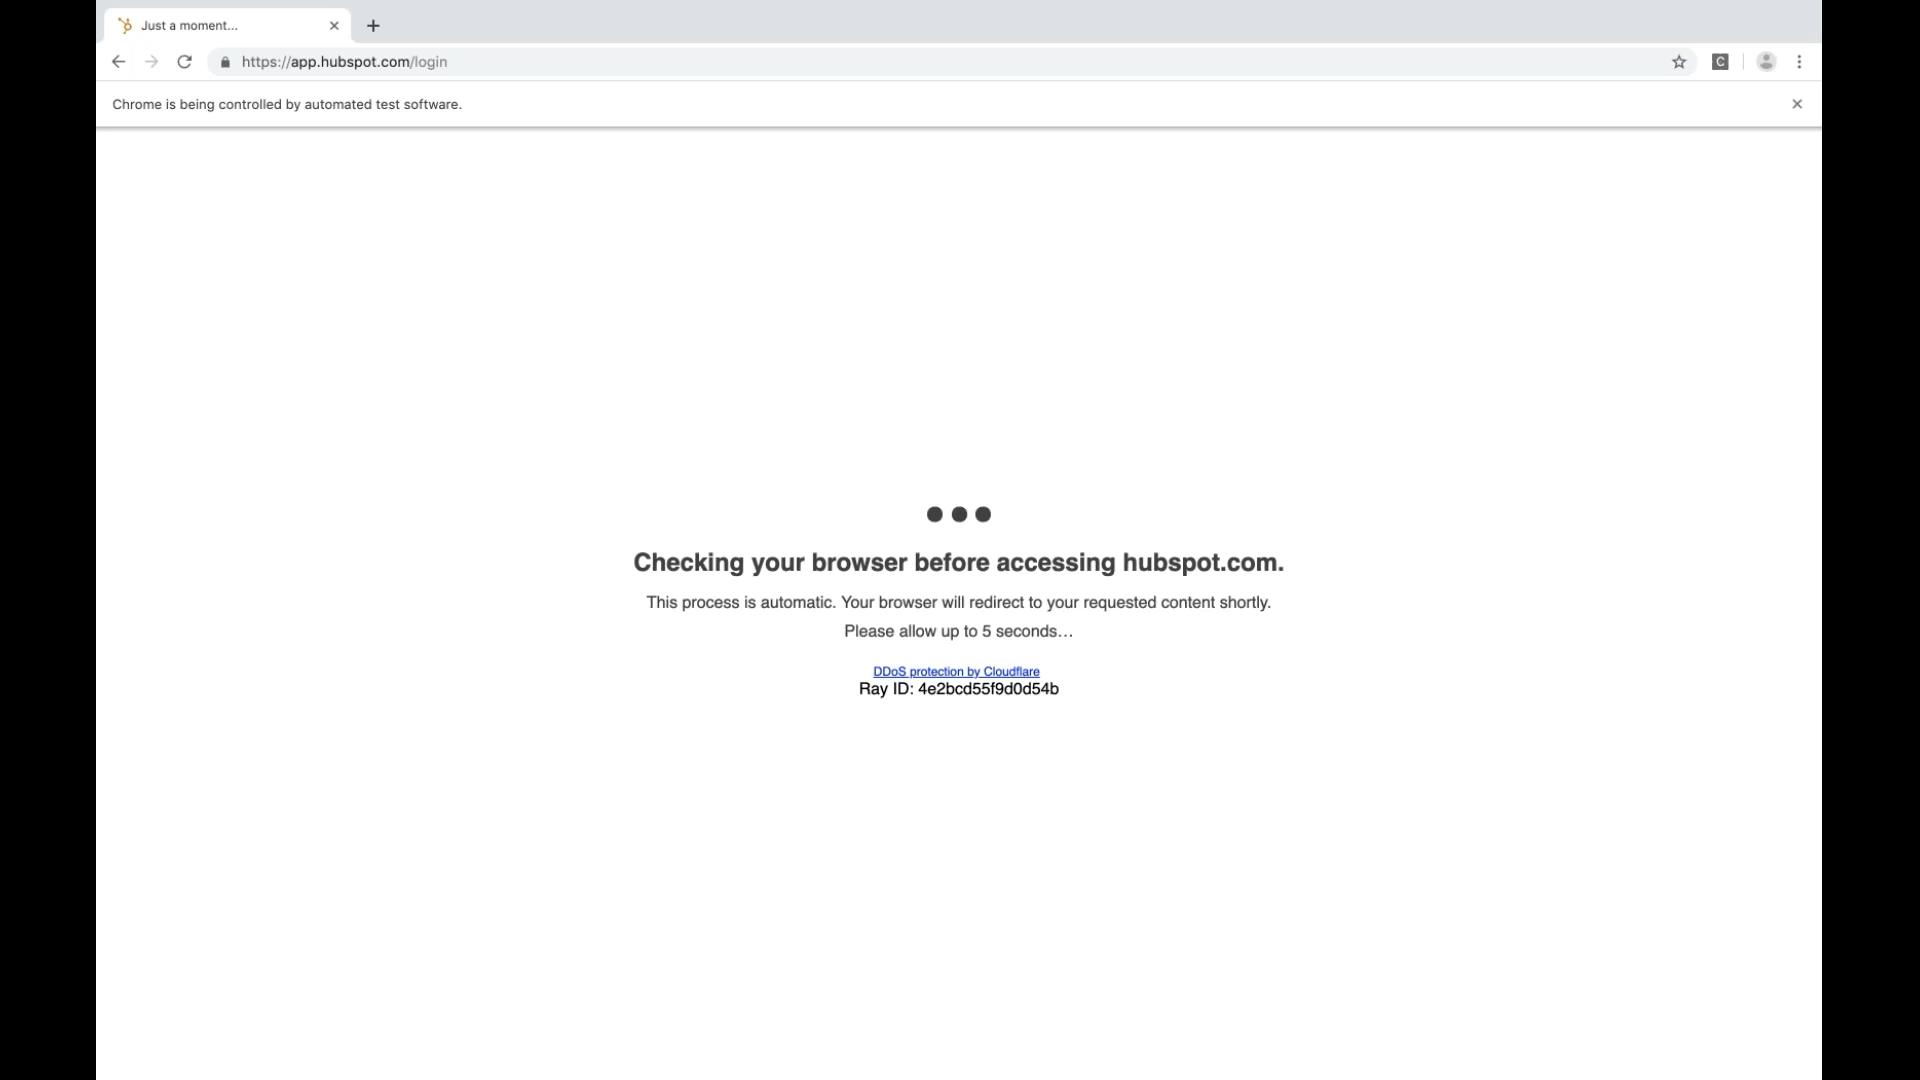 Just a moment...
https://app.hubspot.com/login
C
Chrome is being controlled by automated test software.
Checking your browser before accessing hubspot.com.
This process is automatic. Your browser will redirect to your requested content shortly.
Please allow up to 5 seconds…
DDoS protection by Cloudflare
Ray ID: 4e2bcd55f9d0d54b